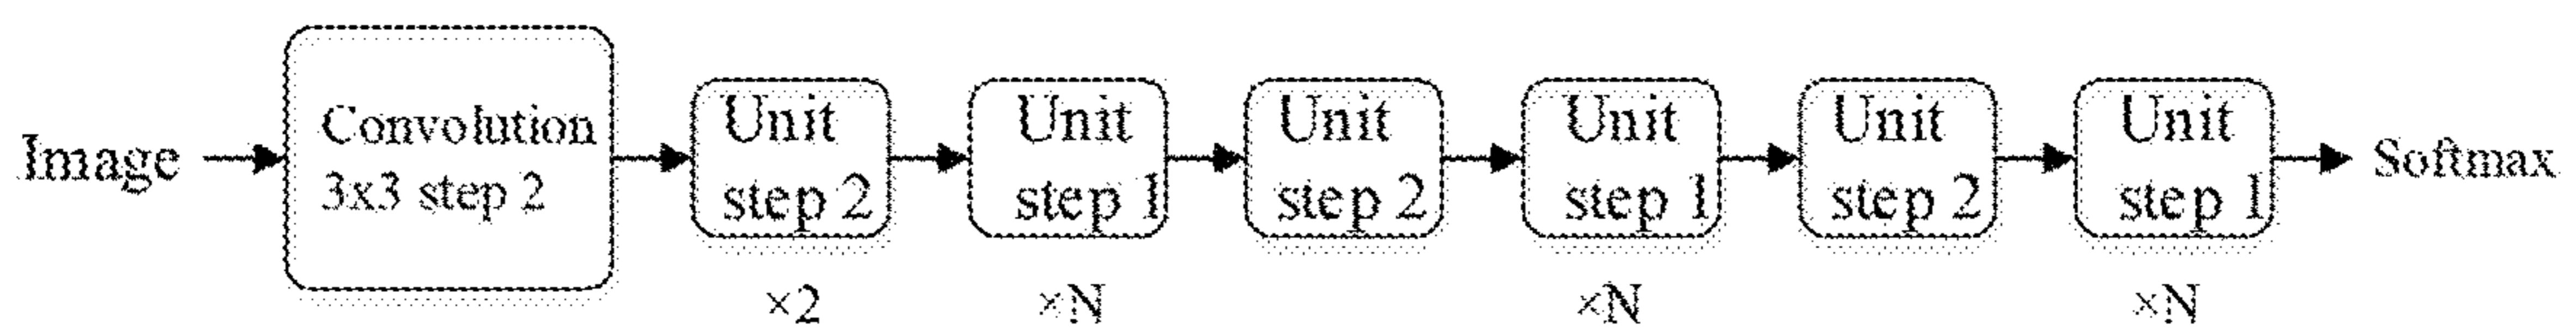 Image
Convolution
3x3 step 2
Unit
step 2
×2
Unit
step 1
×N
Unit
step 2
Unit
step 1
×N
Unit
step 2
Unit
step 1
×N
Softmax